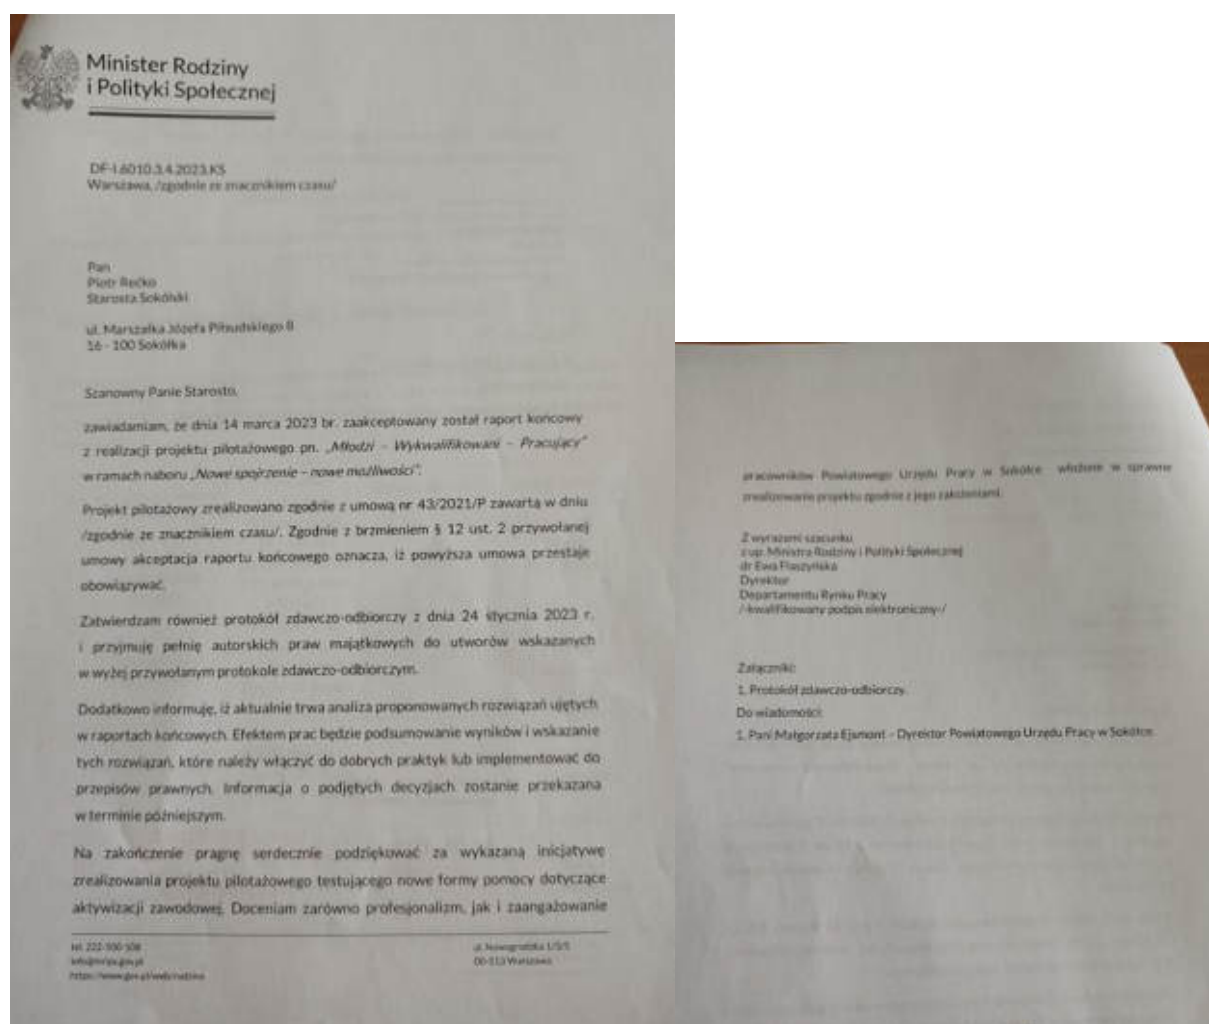 Minister Rodziny
i Polityki Społecznej
DF-I.6010.3.4.2023.KS
Warszawa, /zgodnie ze znacznikiem czasu/
Pan
Piotr Rećko
Starosta Sokólski
ul. Marszałka Józefa Piłsudskiego 8
16 - 100 Sokółka
Szanowny Panie Starosto,
zawiadamiam, że dnia 14 marca 2023 br. zaakceptowany został raport końcowy
z realizacji projektu pilotażowego pn. „Młodzi – Wykwalifikowani – Pracujący”
w ramach naboru „Nowe spojrzenie – nowe możliwości”.
Projekt pilotażowy zrealizowano zgodnie z umową nr 43/2021/P zawartą w dniu
/zgodnie ze znacznikiem czasu/. Zgodnie z brzmieniem § 12 ust. 2 przywołanej
umowy akceptacja raportu końcowego oznacza, iż powyższa umowa przestaje
obowiązywać.
Zatwierdzam również protokół zdawczo-odbiorczy z dnia 24 stycznia 2023 r.
i przyjmuję pełnię autorskich praw majątkowych do utworów wskazanych
w wyżej przywołanym protokole zdawczo-odbiorczym.
Dodatkowo informuję, iż aktualnie trwa analiza proponowanych rozwiązań ujętych
w raportach końcowych. Efektem prac będzie podsumowanie wyników i wskazanie
tych rozwiązań, które należy włączyć do dobrych praktyk lub implementować do
przepisów prawnych. Informacja o podjętych decyzjach zostanie przekazana
w terminie późniejszym.
Na zakończenie pragnę serdecznie podziękować za wykazaną inicjatywę
zrealizowania projektu pilotażowego testującego nowe formy pomocy dotyczące
aktywizacji zawodowej. Doceniam zarówno profesjonalizm, jak i zaangażowanie
ul. Nowogrodzka 1/3/5
00-513 Warszawa
pracowników Powiatowego Urzędu Pracy w Sokółce włożone w sprawne
zrealizowanie projektu zgodnie z jego założeniami.
Z wyrazami szacunku
z up. Ministra Rodziny i Polityki Społecznej
dr Ewa Flaszyńska
Dyrektor
Departamentu Rynku Pracy
/-kwalifikowany podpis elektroniczny-/
Załączniki:
1. Protokół zdawczo-odbiorczy.
Do wiadomości:
1. Pani Małgorzata Ejsmont – Dyrektor Powiatowego Urzędu Pracy w Sokółce.